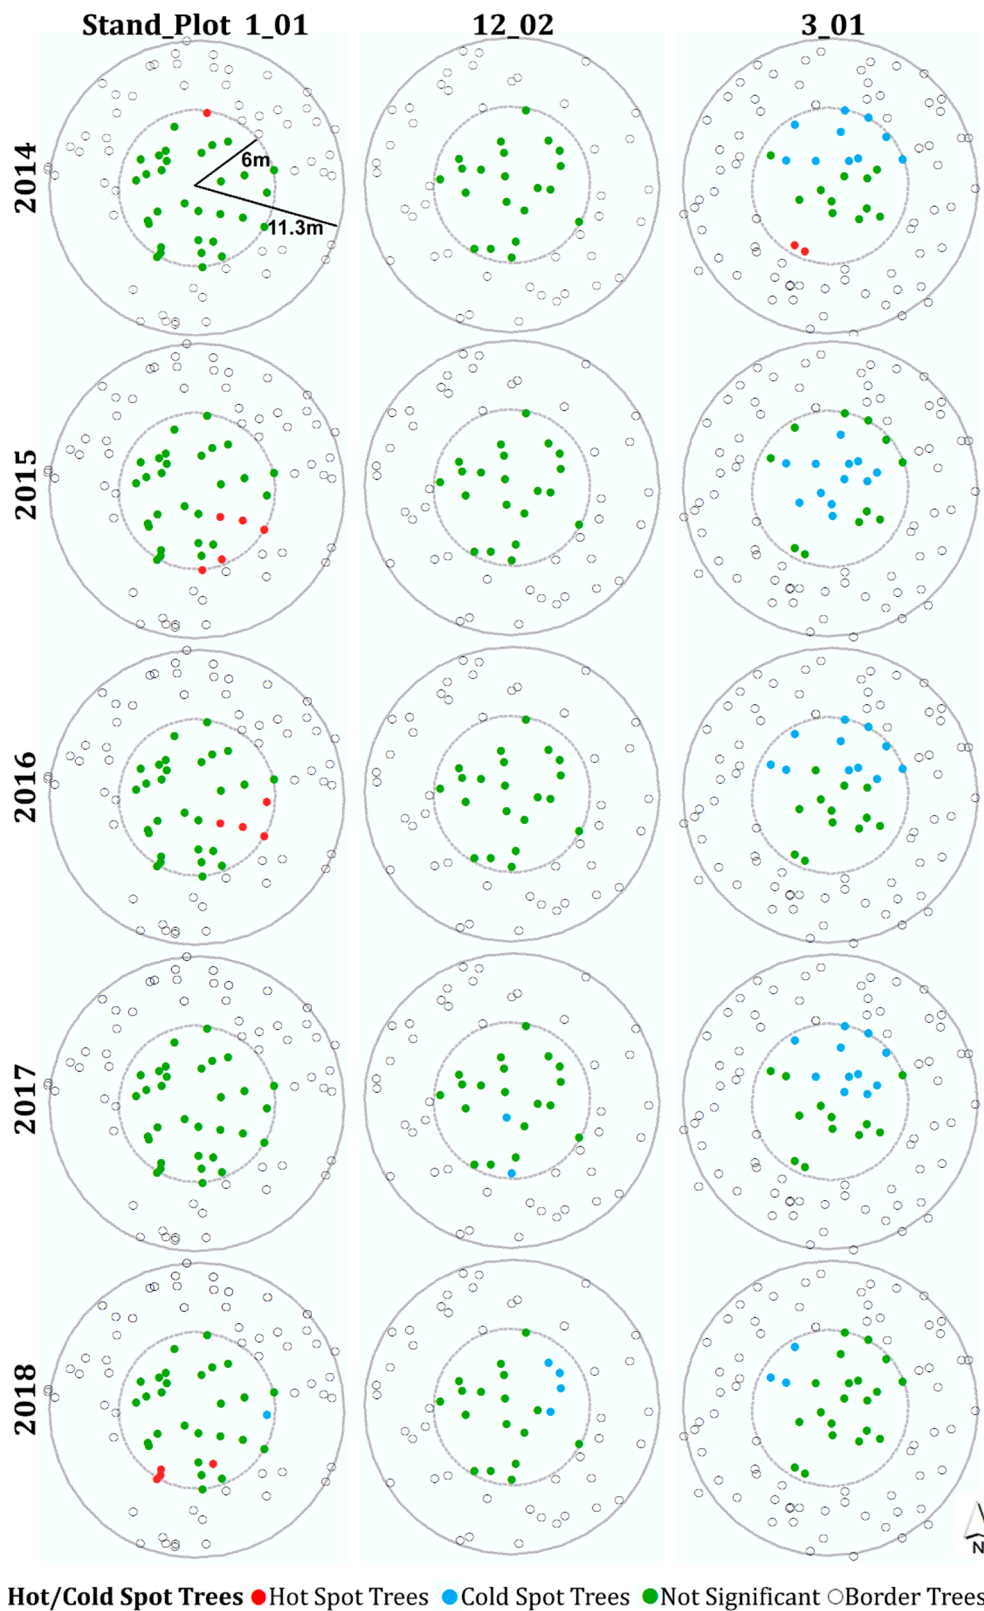 Stand_Plot 1_01
12_02
3_01
2014
6m
11.3m
2015
2016
2017
2018
N
Hot/Cold Spot Trees Hot Spot Trees Cold Spot Trees Not Significant Border Trees